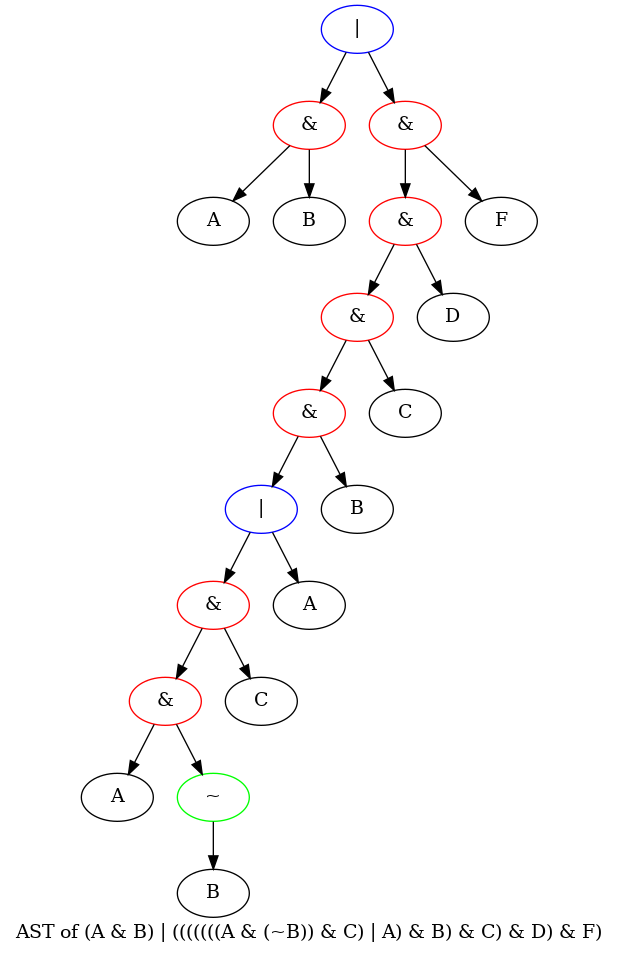 |
& &
A B & F
& D
& C
| B
& A
& C
A ~
B
AST of (A & B) | (((((((A & (~B)) & C) | A) & B) & C) & D) & F)